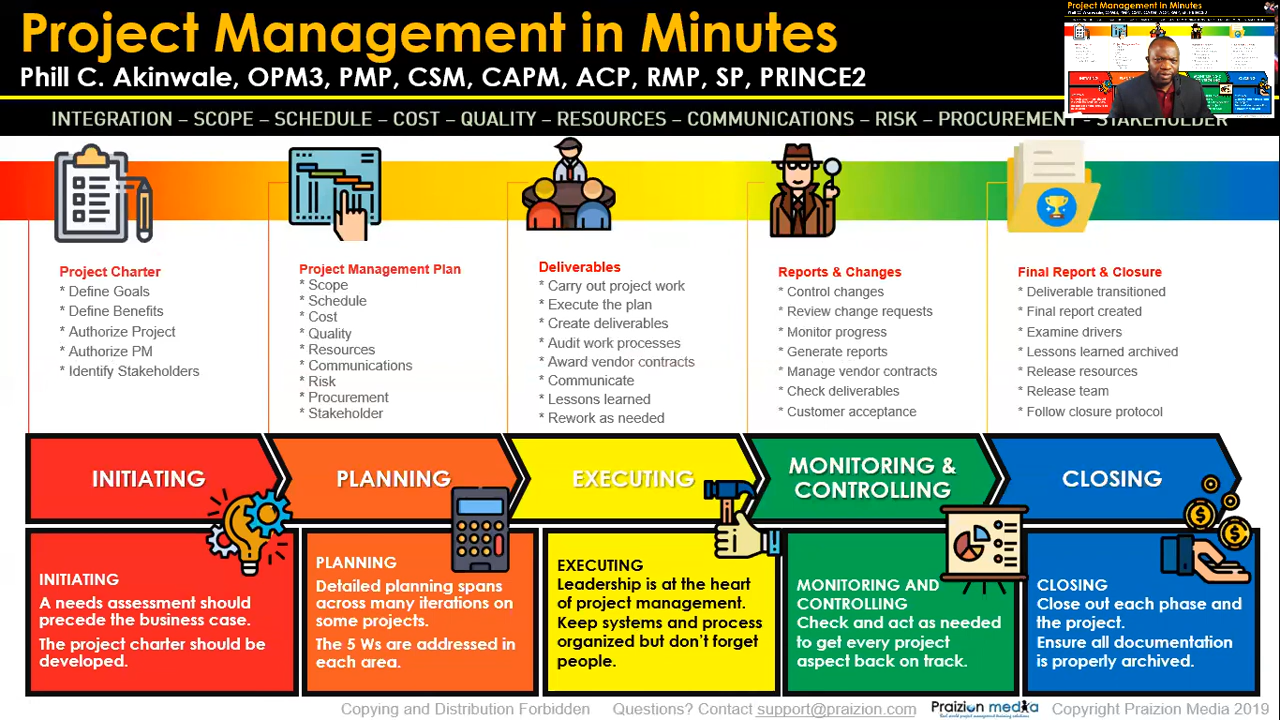 Project Management in Minutes
Phill C. Akinwale, OPM3, PMP, CSM, CAPM, ACP, RMP, SP, PRINCE2
INTEGRATION – SCOPE – SCHEDULE – COST – QUALITY – RESOURCES – COMMUNICATIONS – RISK – PROCUREMENT – STAKEHOLDER
Project Management in Minutes
Project Charter
* Define Goals
* Define Benefits
* Authorize Project
* Authorize PM
* Identify Stakeholders
Project Management Plan
* Scope
* Schedule
* Cost
* Quality
* Resources
* Communications
* Risk
* Procurement
* Stakeholder
Deliverables
* Carry out project work
* Execute the plan
* Create deliverables
* Audit work processes
* Award vendor contracts
* Communicate
* Lessons learned
* Rework as needed
Reports & Changes
* Control changes
* Review change requests
* Monitor progress
* Generate reports
* Manage vendor contracts
* Check deliverables
* Customer acceptance
Final Report & Closure
* Deliverable transitioned
* Final report created
* Examine drivers
* Lessons learned archived
* Release resources
* Release team
* Follow closure protocol
INITIATING
PLANNING
EXECUTING
MONITORING &
CONTROLLING
CLOSING
INITIATING
A needs assessment should
precede the business case.
The project charter should be
developed.
PLANNING
Detailed planning spans
across many iterations on
some projects.
The 5 Ws are addressed in
each area.
EXECUTING
Leadership is at the heart
of project management.
Keep systems and process
organized but don't forget
people.
MONITORING AND
CONTROLLING
Check and act as needed
to get every project
aspect back on track.
CLOSING
Close out each phase and
the project.
Ensure all documentation
is properly archived.
Copying and Distribution Forbidden
Questions? Contact support@praizion.com
Praizion media
Copyright Praizion Media 2019